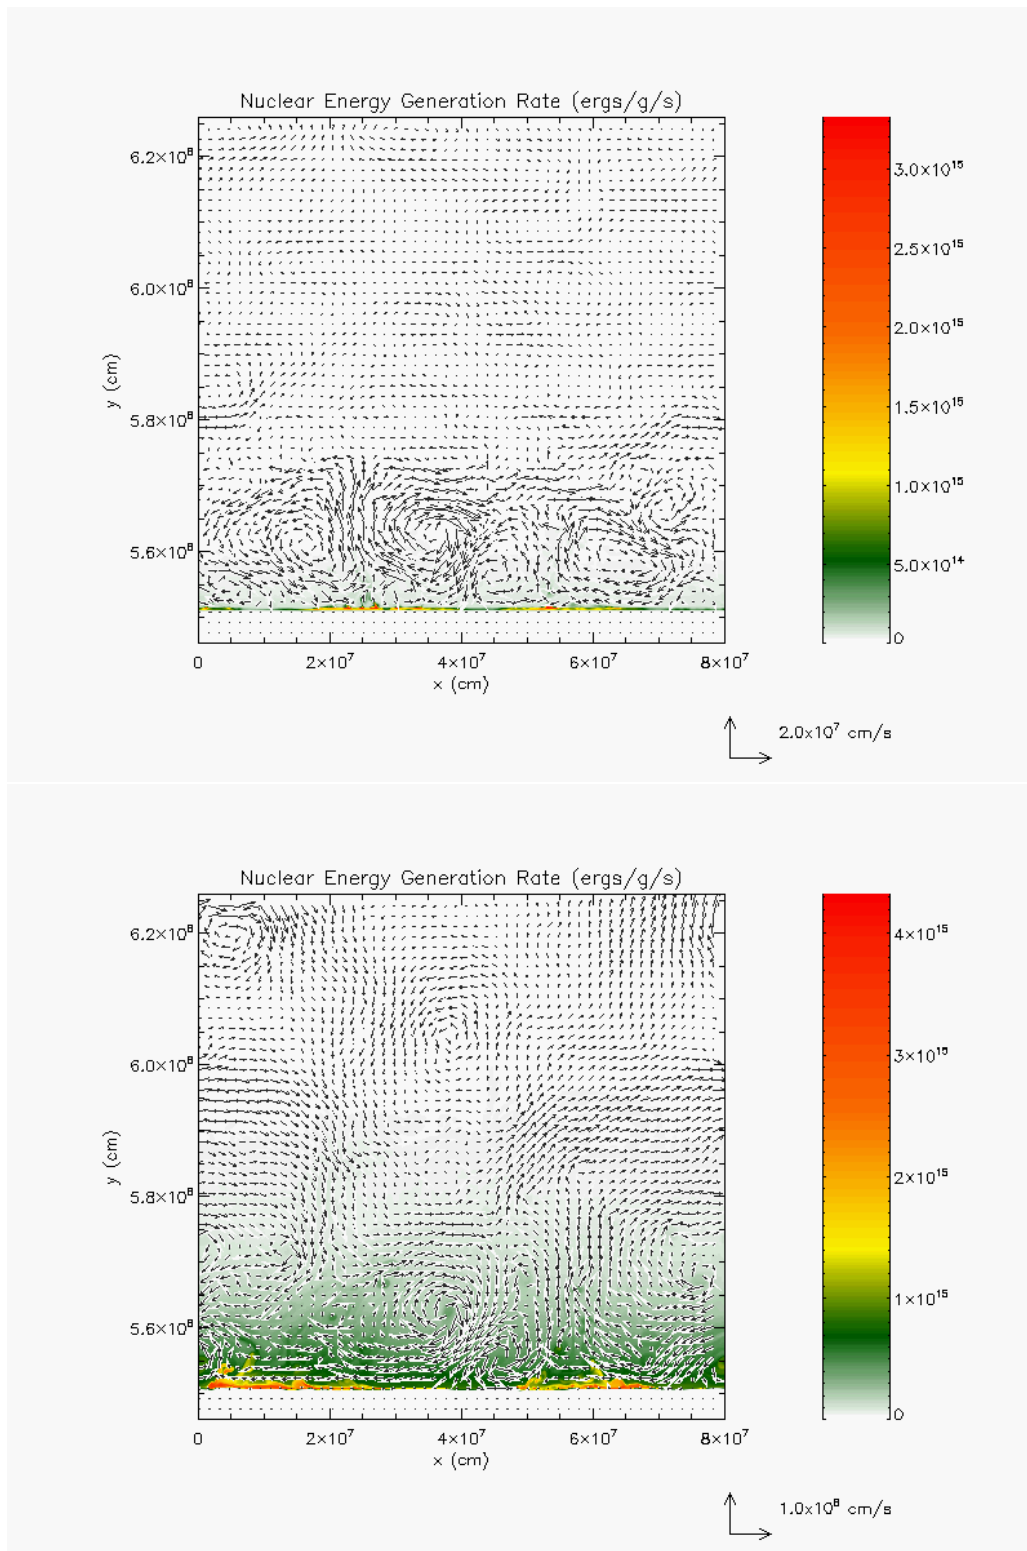 Nuclear Energy Generation Rate (ergs/g/s)
6.2×10⁸
6.0×10⁸
5.8×10⁸
5.6×10⁸
y (cm)
0 2×10⁷ 4×10⁷ 6×10⁷ 8×10⁷
x (cm)
3.0×10¹⁵
2.5×10¹⁵
2.0×10¹⁵
1.5×10¹⁵
1.0×10¹⁵
5.0×10¹⁴
0
2.0×10⁷ cm/s
Nuclear Energy Generation Rate (ergs/g/s)
6.2×10⁸
6.0×10⁸
5.8×10⁸
5.6×10⁸
y (cm)
0 2×10⁷ 4×10⁷ 6×10⁷ 8×10⁷
x (cm)
4×10¹⁵
3×10¹⁵
2×10¹⁵
1×10¹⁵
0
1.0×10⁸ cm/s